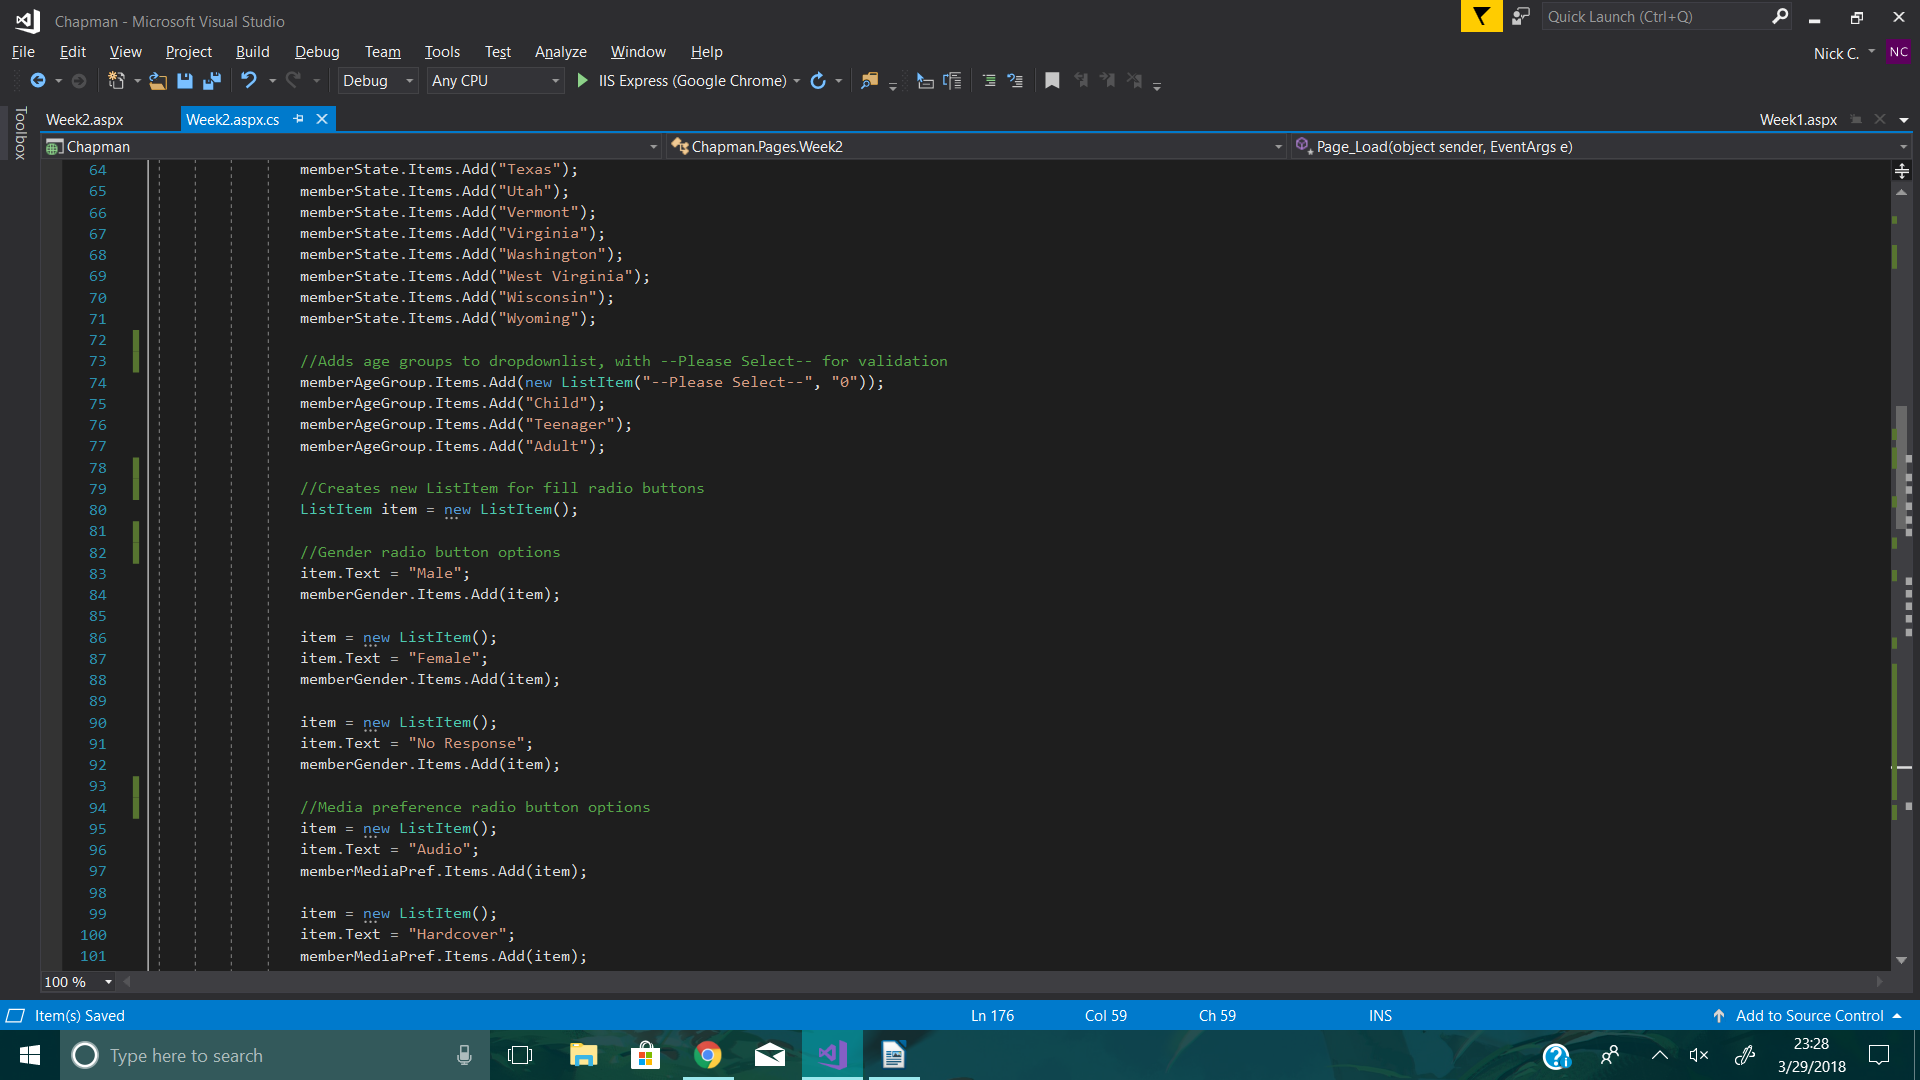 Chapman - Microsoft Visual Studio
Quick Launch (Ctrl+Q)
File Edit View Project Build Debug Team Tools Test Analyze Window Help
Nick C. NC
Debug Any CPU IIS Express (Google Chrome)
Toolbox
Week2.aspx Week2.aspx.cs Week1.aspx
Chapman Chapman.Pages.Week2 Page_Load(object sender, EventArgs e)
64 memberState.Items.Add("Texas");
65 memberState.Items.Add("Utah");
66 memberState.Items.Add("Vermont");
67 memberState.Items.Add("Virginia");
68 memberState.Items.Add("Washington");
69 memberState.Items.Add("West Virginia");
70 memberState.Items.Add("Wisconsin");
71 memberState.Items.Add("Wyoming");
72
73 //Adds age groups to dropdownlist, with --Please Select-- for validation
74 memberAgeGroup.Items.Add(new ListItem("--Please Select--", "0"));
75 memberAgeGroup.Items.Add("Child");
76 memberAgeGroup.Items.Add("Teenager");
77 memberAgeGroup.Items.Add("Adult");
78
79 //Creates new ListItem for fill radio buttons
80 ListItem item = new ListItem();
81
82 //Gender radio button options
83 item.Text = "Male";
84 memberGender.Items.Add(item);
85
86 item = new ListItem();
87 item.Text = "Female";
88 memberGender.Items.Add(item);
89
90 item = new ListItem();
91 item.Text = "No Response";
92 memberGender.Items.Add(item);
93
94 //Media preference radio button options
95 item = new ListItem();
96 item.Text = "Audio";
97 memberMediaPref.Items.Add(item);
98
99 item = new ListItem();
100 item.Text = "Hardcover";
101 memberMediaPref.Items.Add(item);
100 %
Item(s) Saved Ln 176 Col 59 Ch 59 INS Add to Source Control
Type here to search
23:28
3/29/2018